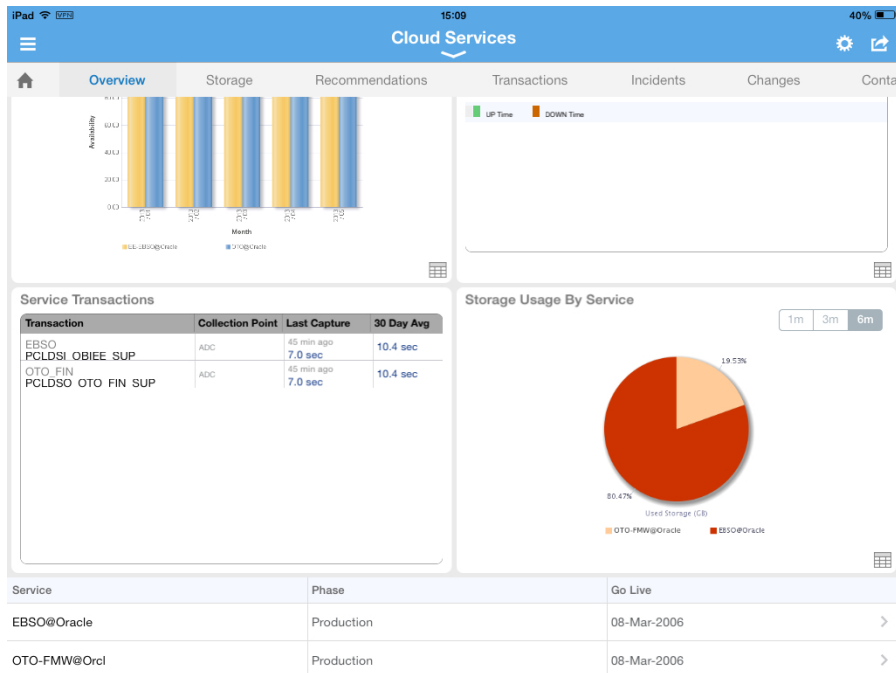 iPad VPN 15:09 40%
Cloud Services
Overview Storage Recommendations Transactions Incidents Changes Conta
Availability
Month
OTO@Oracle
UP Time DOWN Time
Service Transactions
Transaction Collection Point Last Capture 30 Day Avg
EBSO
PCLDSI_OBIEE_SUP ADC 45 min ago 7.0 sec 10.4 sec
OTO_FIN
PCLDSO_OTO_FIN_SUP ADC 45 min ago 7.0 sec 10.4 sec
Storage Usage By Service
1m 3m 6m
19.53%
80.47%
Used Storage (GB)
OTO-FMW@Oracle EBSO@Oracle
Service Phase Go Live
EBSO@Oracle Production 08-Mar-2006
OTO-FMW@Orcl Production 08-Mar-2006